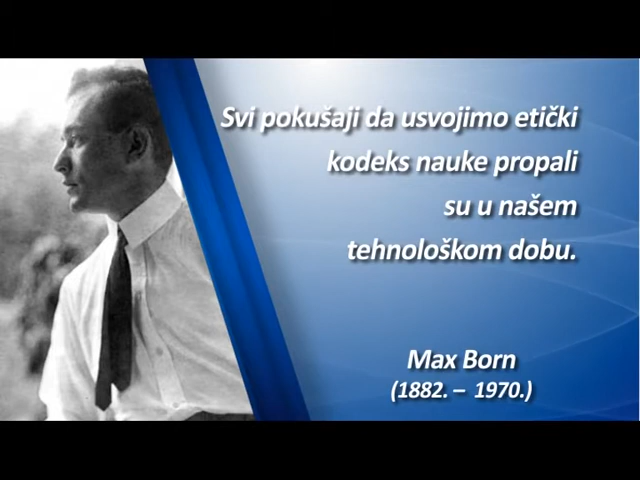 Svi pokušaji da usvojimo etički
kodeks nauke propali
su u našem
tehnološkom dobu.
Max Born
(1882. – 1970.)